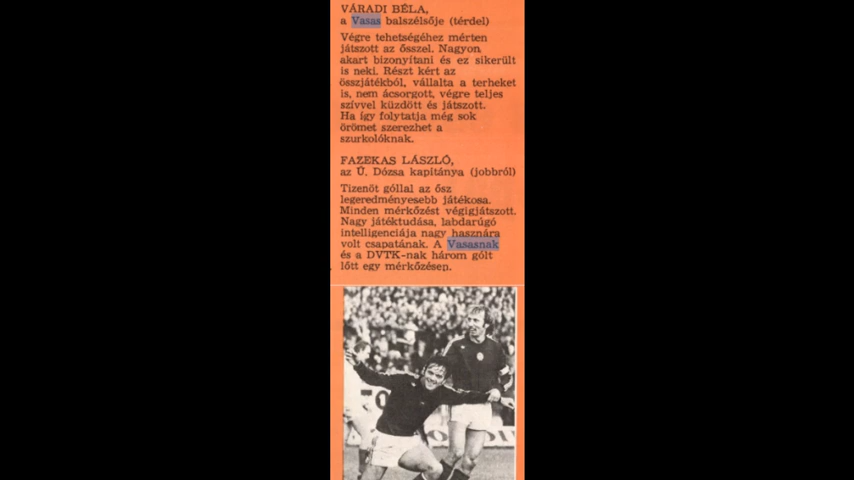 VÁRADI BÉLA,
a Vasas balszélsője (térdel)
Végre tehetségéhez mérten
játszott az ősszel. Nagyon
akart bizonyítani és ez sikerült
is neki. Részt kért az
összjátékból, vállalta a terheket
is, nem ácsorgott, végre teljes
szívvel küzdött és játszott.
Ha így folytatja még sok
örömet szerezhet a
szurkolóknak.
FAZEKAS LÁSZLÓ,
az Ú. Dózsa kapitánya (jobbról)
Tizenöt góllal az ősz
legeredményesebb játékosa.
Minden mérkőzést végigjátszott.
Nagy játéktudása, labdarúgó
intelligenciája nagy hasznára
volt csapatának. A Vasasnak
és a DVTK-nak három gólt
lőtt egy mérkőzésen.